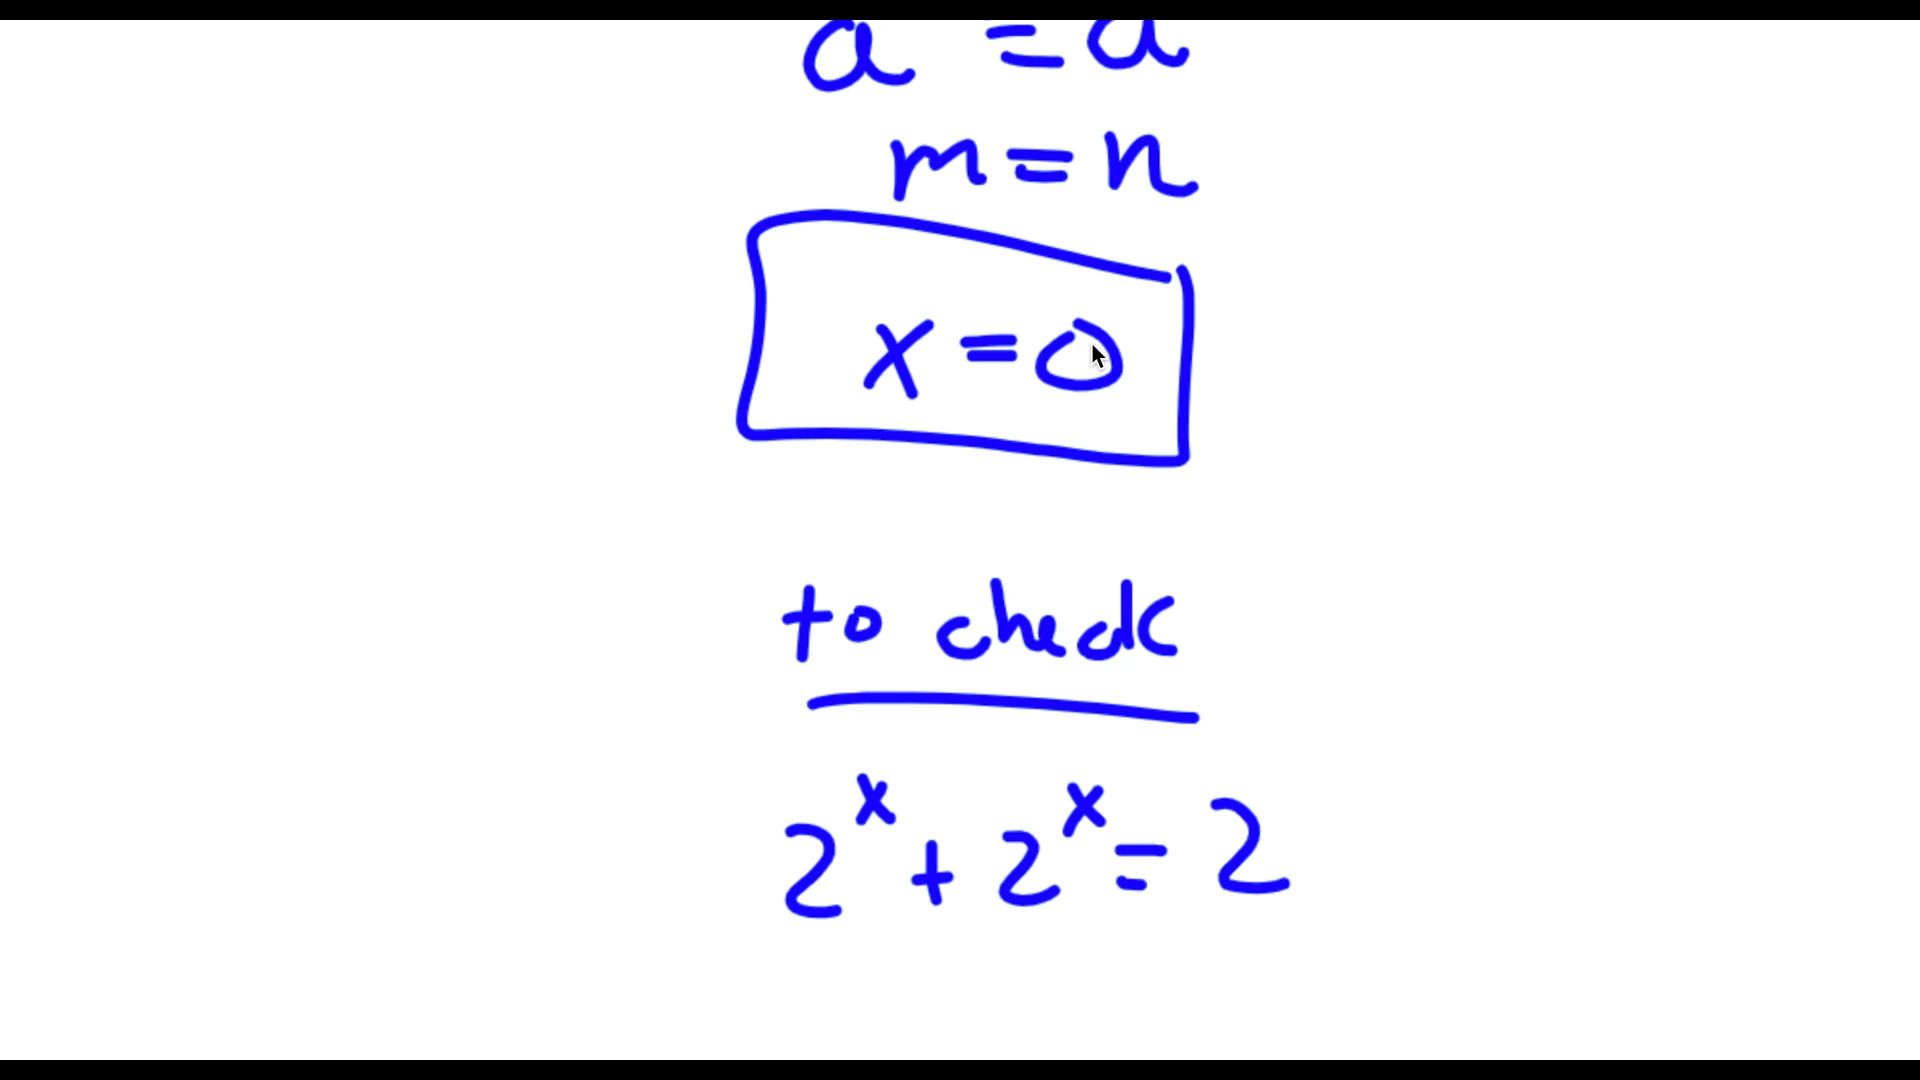 a = a
m = n
x = 0
to check
2^x + 2^x = 2